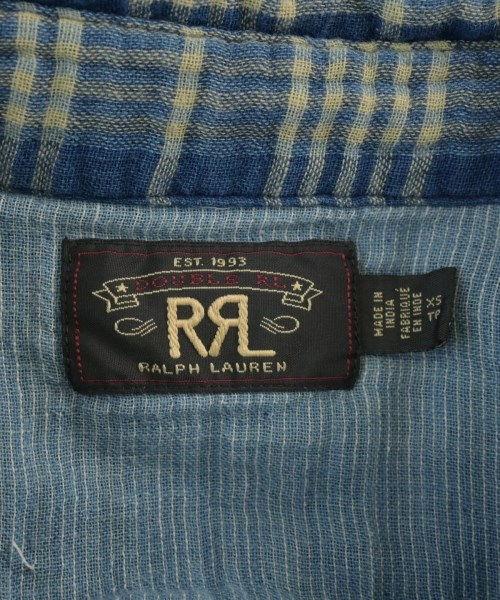 EST. 1993
DOUBLE RL
RRL
RALPH LAUREN
MADE IN
INDIA
FABRIQUÉ
EN INDE
XS
TP